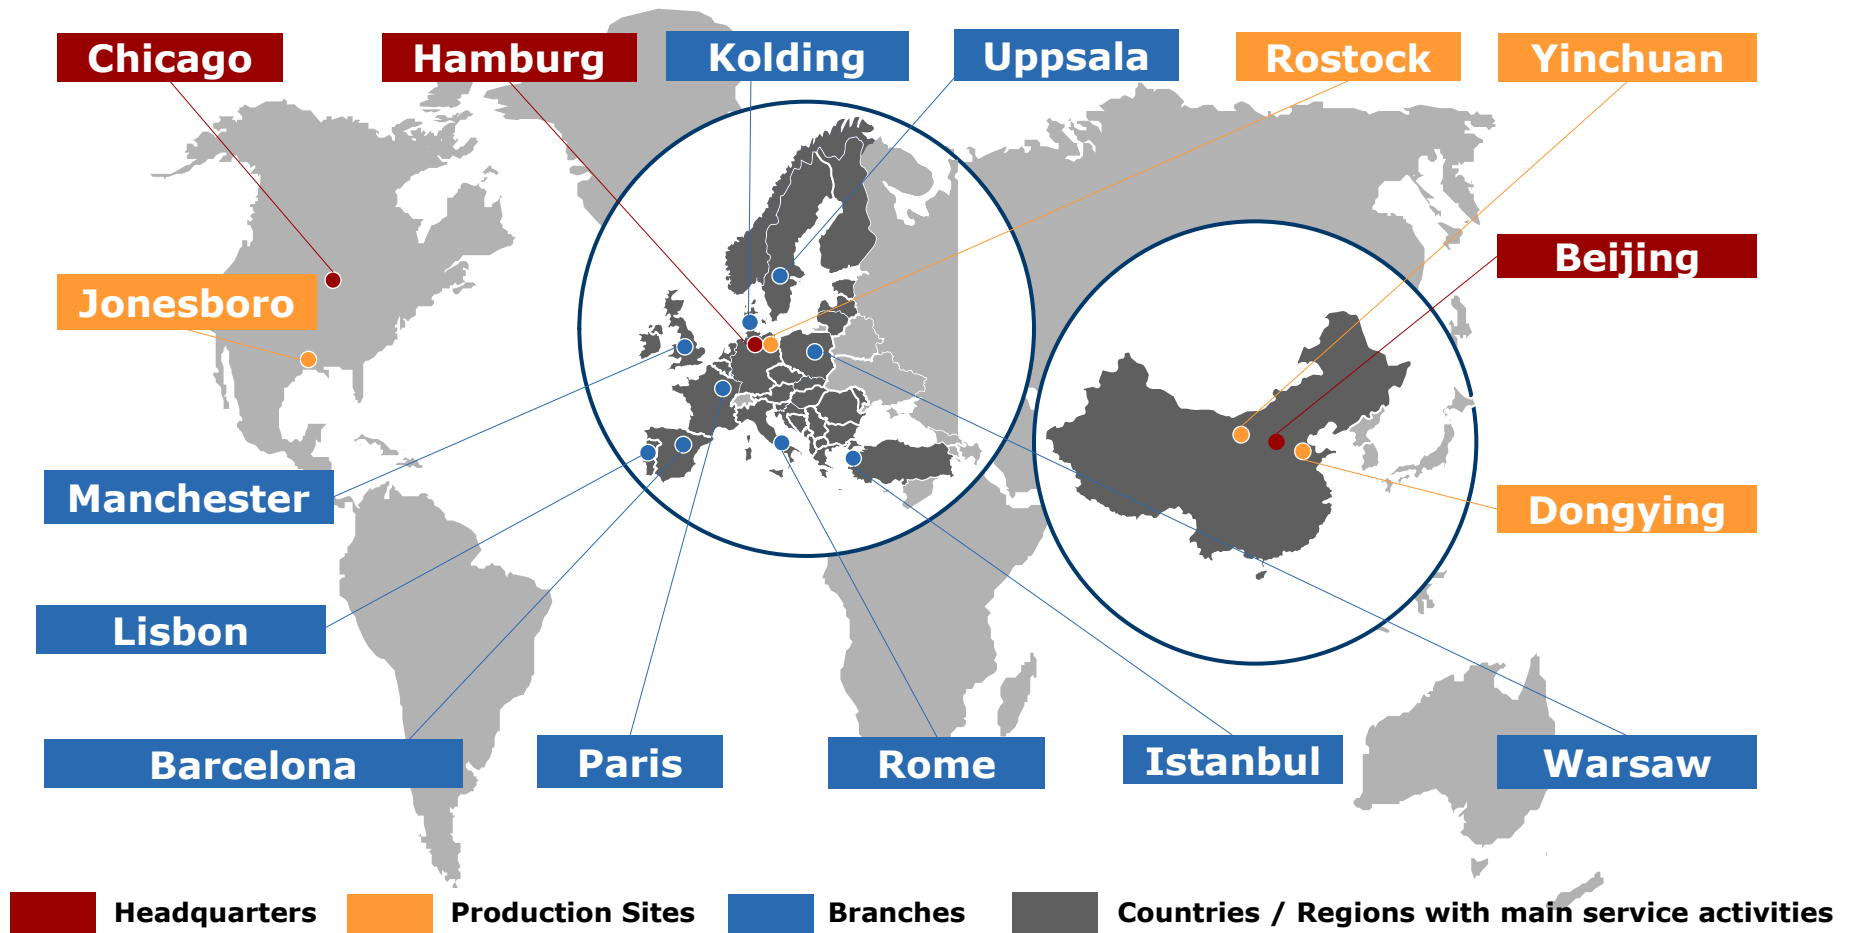 Chicago
Hamburg
Kolding
Uppsala
Rostock
Yinchuan
Beijing
Jonesboro
Manchester
Dongying
Lisbon
Barcelona
Paris
Rome
Istanbul
Warsaw
Headquarters
Production Sites
Branches
Countries / Regions with main service activities